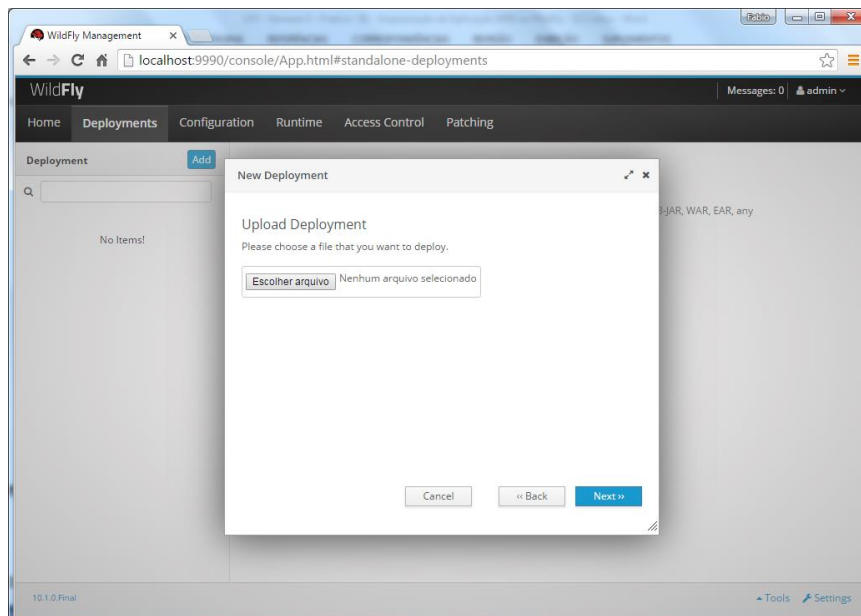 Fabio
WildFly Management
localhost:9990/console/App.html#standalone-deployments
WildFly
Messages: 0 admin
Home Deployments Configuration Runtime Access Control Patching
Deployment Add
New Deployment
-JAR, WAR, EAR, any
Upload Deployment
No Items!
Please choose a file that you want to deploy.
Escolher arquivo Nenhum arquivo selecionado
Cancel ‹‹ Back Next ››
10.1.0.Final Tools Settings